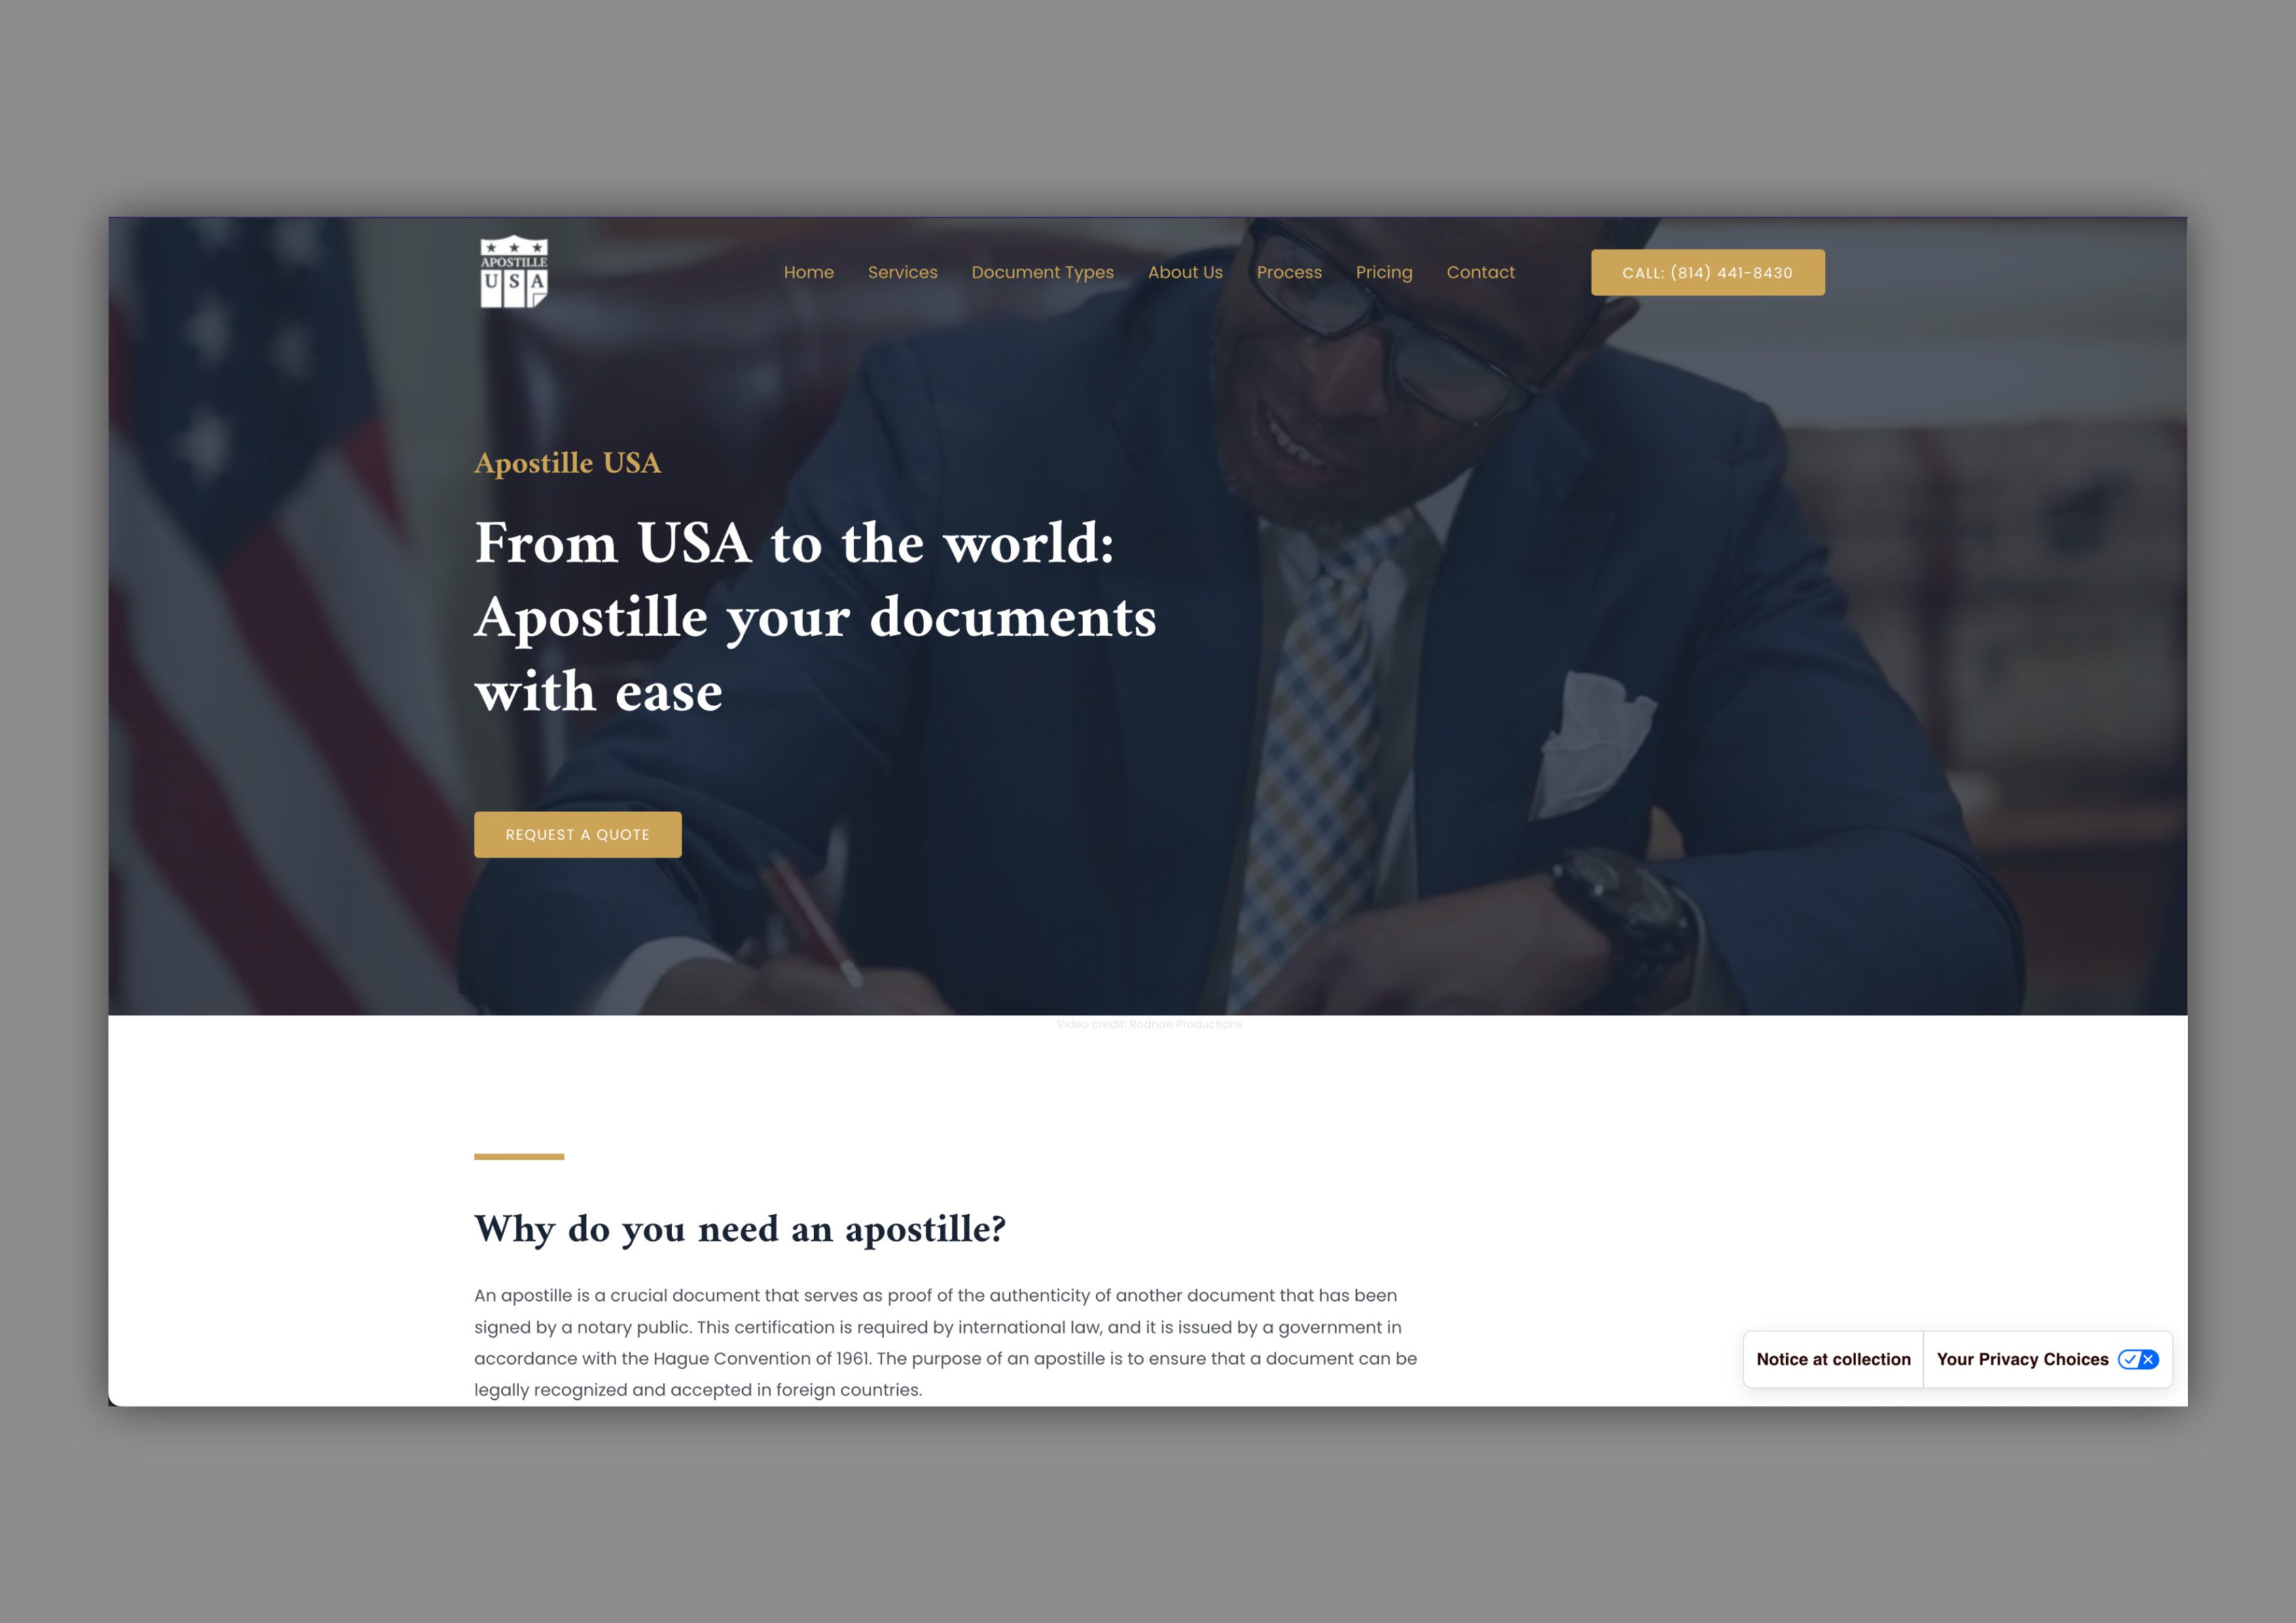 APOSTILLE
USA
Home Services Document Types About Us Process Pricing Contact
CALL: (814) 441-8430
Apostille USA
From USA to the world:
Apostille your documents
with ease
REQUEST A QUOTE
Video credit: Rodnae Productions
Why do you need an apostille?
An apostille is a crucial document that serves as proof of the authenticity of another document that has been
signed by a notary public. This certification is required by international law, and it is issued by a government in
accordance with the Hague Convention of 1961. The purpose of an apostille is to ensure that a document can be
legally recognized and accepted in foreign countries.
Notice at collection
Your Privacy Choices